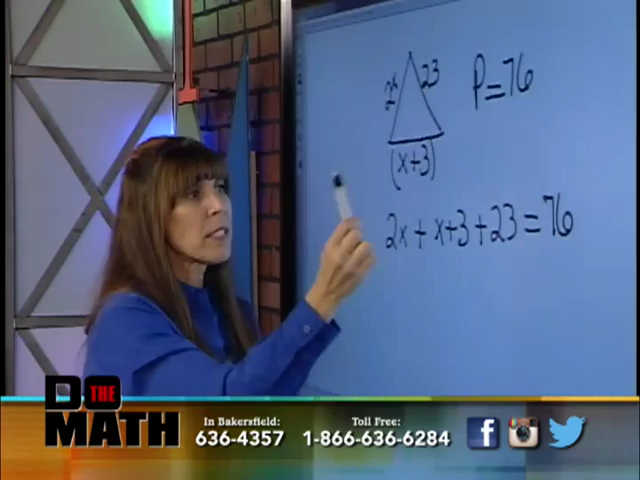 2x 23 P=76
(x+3)
2x + x+3 + 23 = 76
DO THE MATH
In Bakersfield: 636-4357
Toll Free: 1-866-636-6284